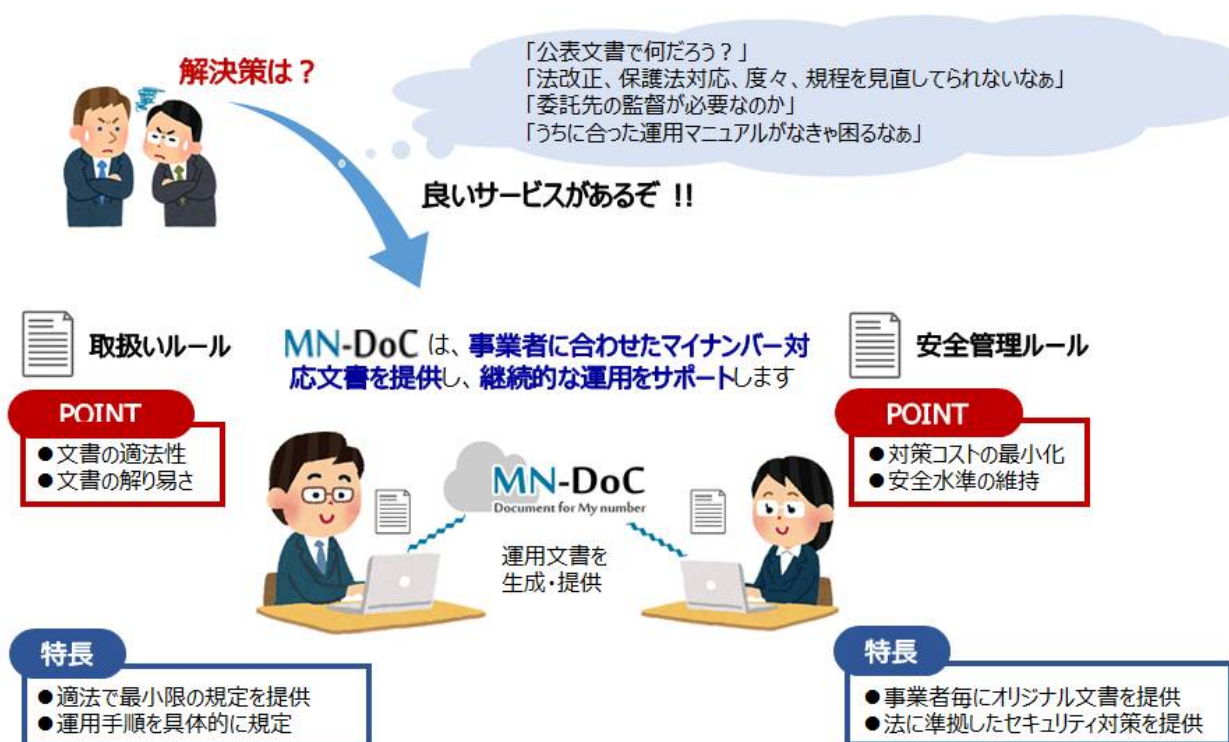 解決策は？
「公表文書で何だろう？」
「法改正、保護法対応、度々、規程を見直してられないなぁ」
「委託先の監督が必要なのか」
「うちに合った運用マニュアルがなきゃ困るなぁ」
良いサービスがあるぞ !!
取扱いルール
POINT
●文書の適法性
●文書の解り易さ
MN-DoC は、事業者に合わせたマイナンバー対
応文書を提供し、継続的な運用をサポートします
安全管理ルール
POINT
●対策コストの最小化
●安全水準の維持
MN-DoC
Document for My number
運用文書を
生成・提供
特長
●適法で最小限の規定を提供
●運用手順を具体的に規定
特長
●事業者毎にオリジナル文書を提供
●法に準拠したセキュリティ対策を提供